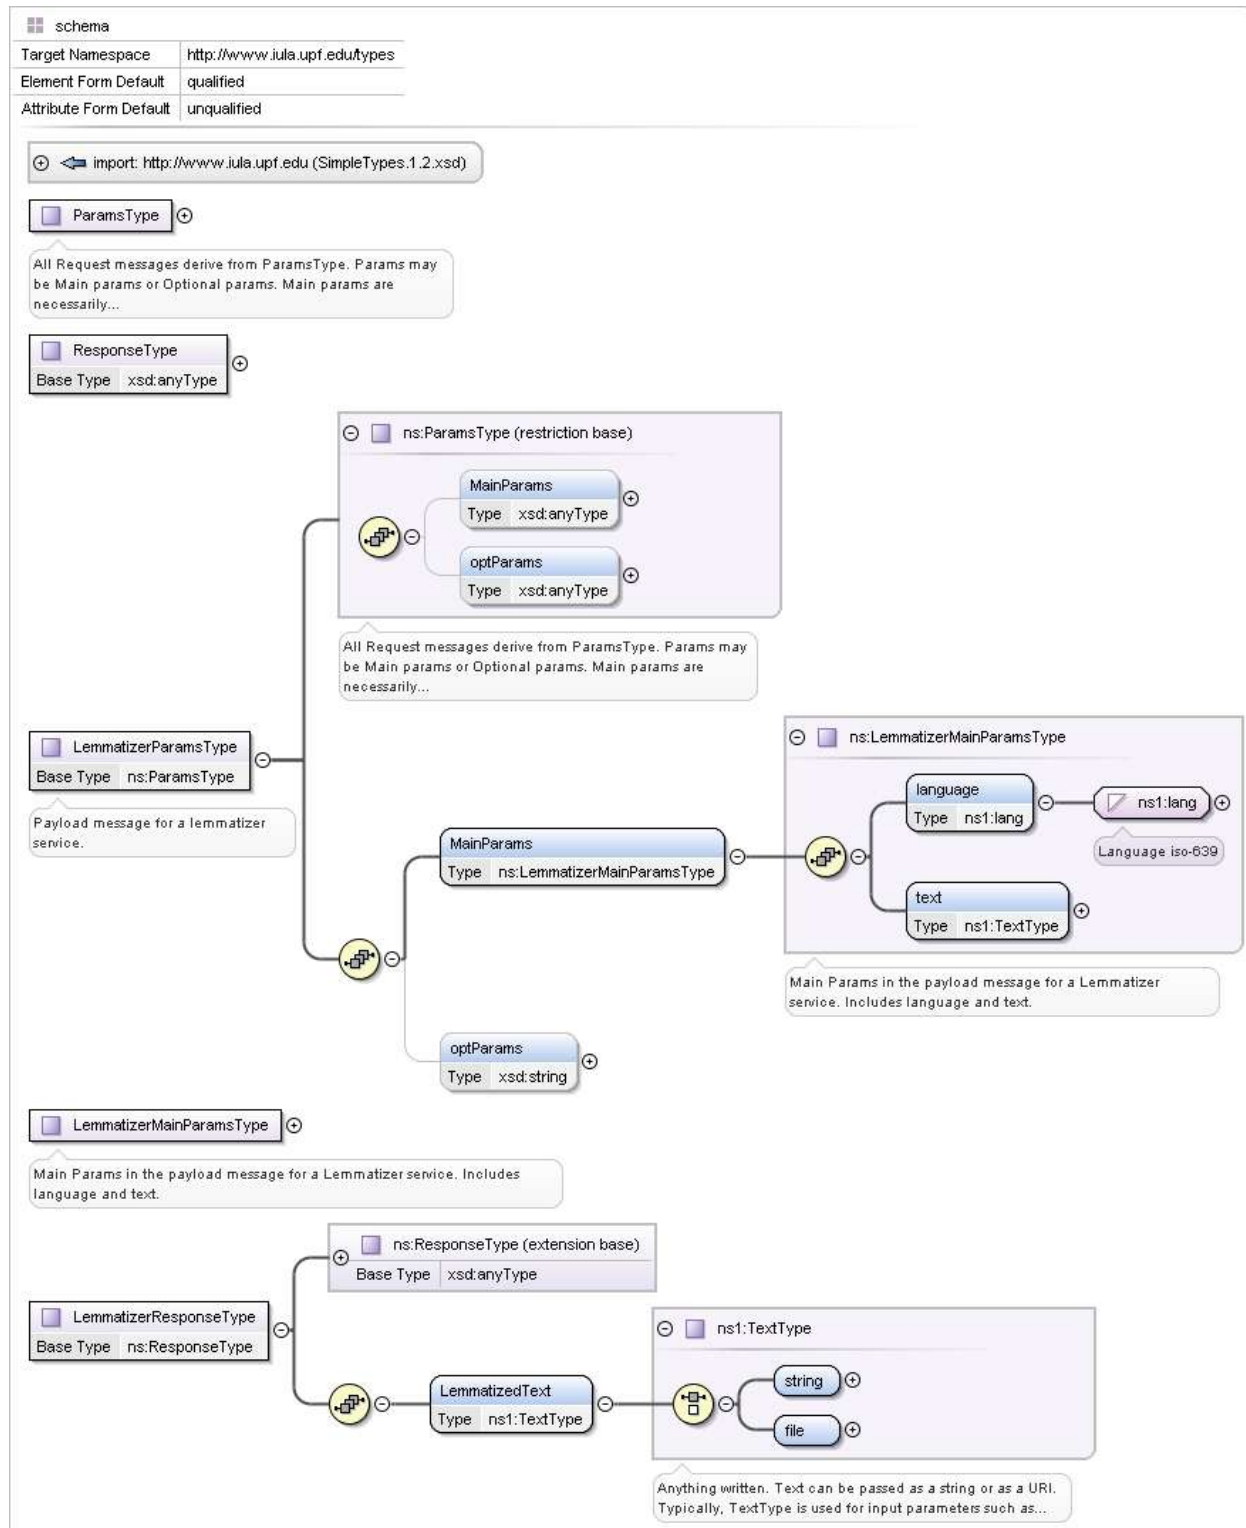 schema
Target Namespace http://www.iula.upf.edu/types
Element Form Default qualified
Attribute Form Default unqualified
import: http://www.iula.upf.edu (SimpleTypes.1.2.xsd)
ParamsType
All Request messages derive from ParamsType. Params may
be Main params or Optional params. Main params are
necessarily...
ResponseType
Base Type xsd:anyType
ns:ParamsType (restriction base)
MainParams
Type xsd:anyType
optParams
Type xsd:anyType
All Request messages derive from ParamsType. Params may
be Main params or Optional params. Main params are
necessarily...
LemmatizerParamsType
Base Type ns:ParamsType
Payload message for a lemmatizer
service.
MainParams
Type ns:LemmatizerMainParamsType
ns:LemmatizerMainParamsType
language
Type ns1:lang
ns1:lang
Language iso-639
text
Type ns1:TextType
Main Params in the payload message for a Lemmatizer
service. Includes language and text.
optParams
Type xsd:string
LemmatizerMainParamsType
Main Params in the payload message for a Lemmatizer service. Includes
language and text.
ns:ResponseType (extension base)
Base Type xsd:anyType
LemmatizerResponseType
Base Type ns:ResponseType
LemmatizedText
Type ns1:TextType
ns1:TextType
string
file
Anything written. Text can be passed as a string or as a URI.
Typically, TextType is used for input parameters such as...